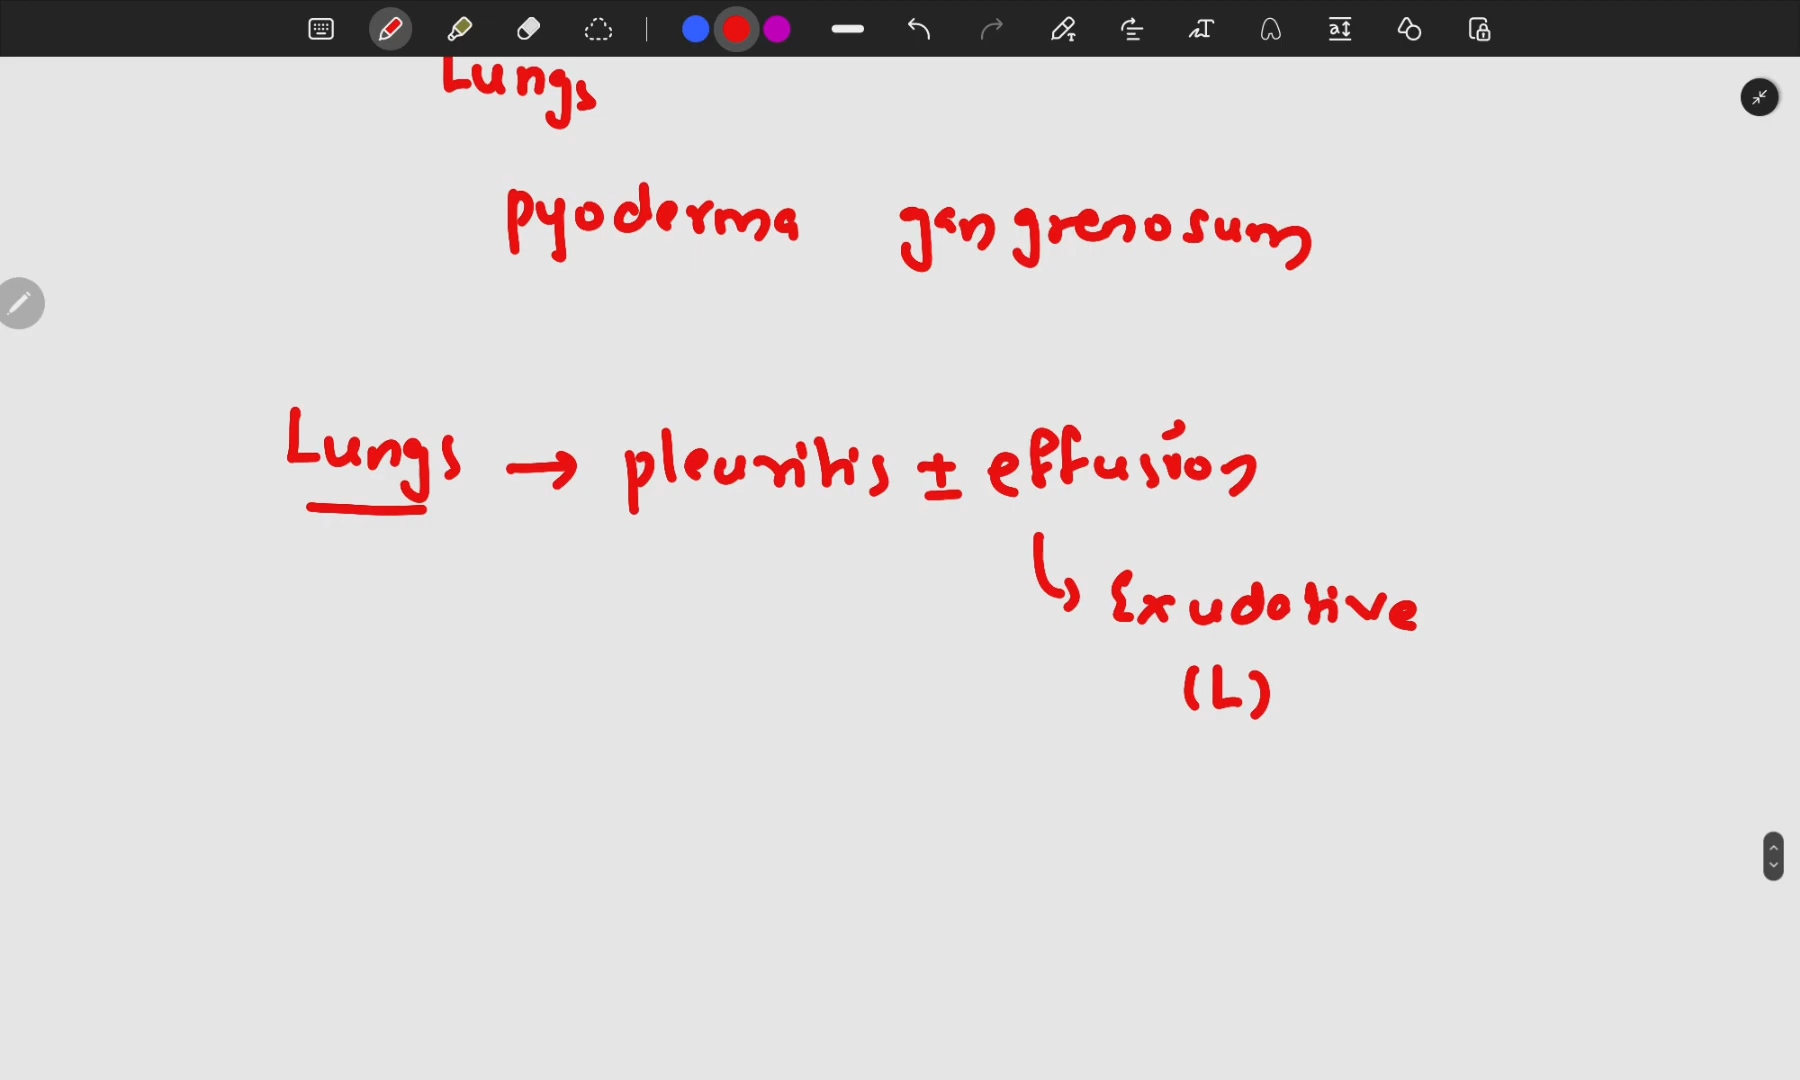 Lungs
pyoderma gangrenosum
Lungs → pleuritis ± effusion
↳ Exudative
(L)